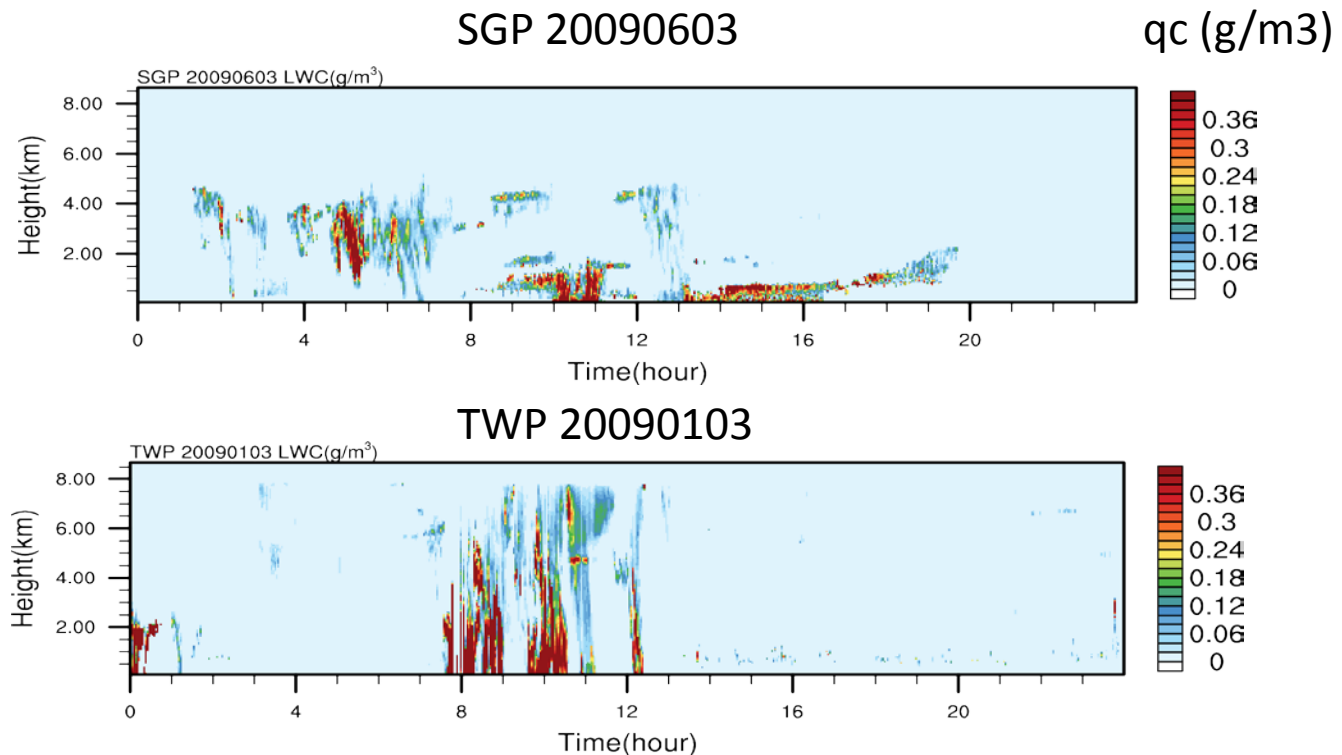 SGP 20090603
qc (g/m3)
SGP 20090603 LWC(g/m³)
8.00
6.00
4.00
2.00
Height(km)
0 4 8 12 16 20
Time(hour)
0.36
0.3
0.24
0.18
0.12
0.06
0
TWP 20090103
TWP 20090103 LWC(g/m³)
8.00
6.00
4.00
2.00
Height(km)
0 4 8 12 16 20
Time(hour)
0.36
0.3
0.24
0.18
0.12
0.06
0